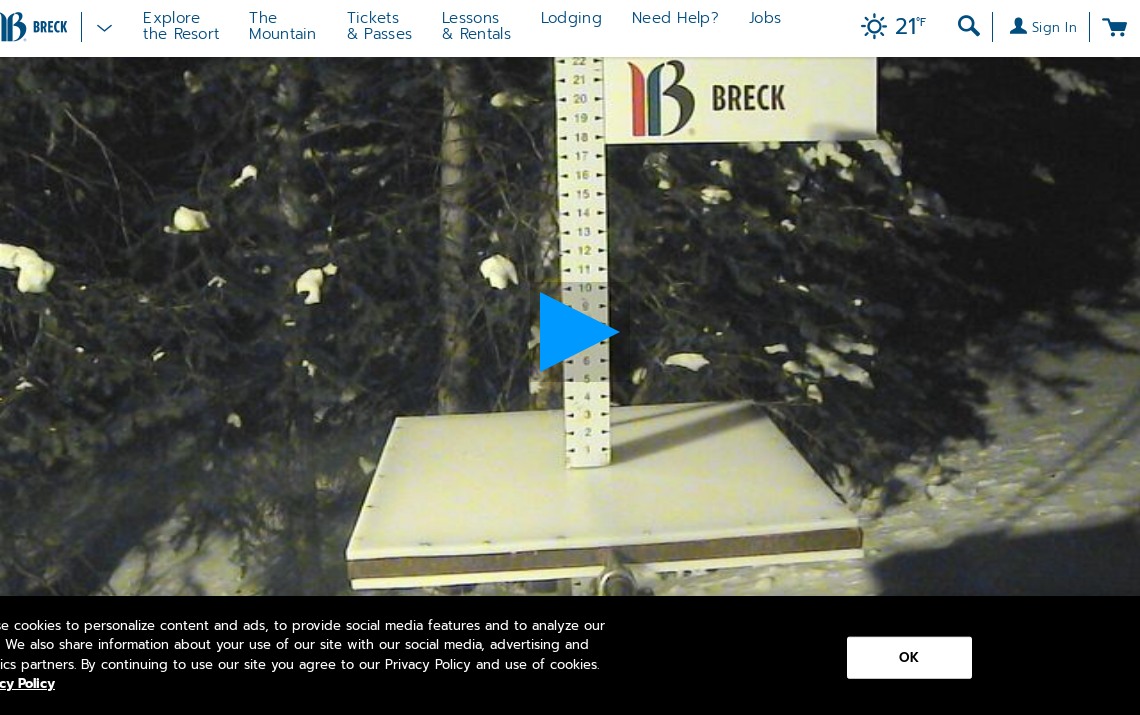 BRECK
Explore
the Resort
The
Mountain
Tickets
& Passes
Lessons
& Rentals
Lodging
Need Help?
Jobs
21°F
Sign In
BRECK
22
21
20
19
18
17
16
15
14
13
12
11
10
9
6
5
4
3
2
1
se cookies to personalize content and ads, to provide social media features and to analyze our
We also share information about your use of our site with our social media, advertising and
ics partners. By continuing to use our site you agree to our Privacy Policy and use of cookies.
cy Policy
OK